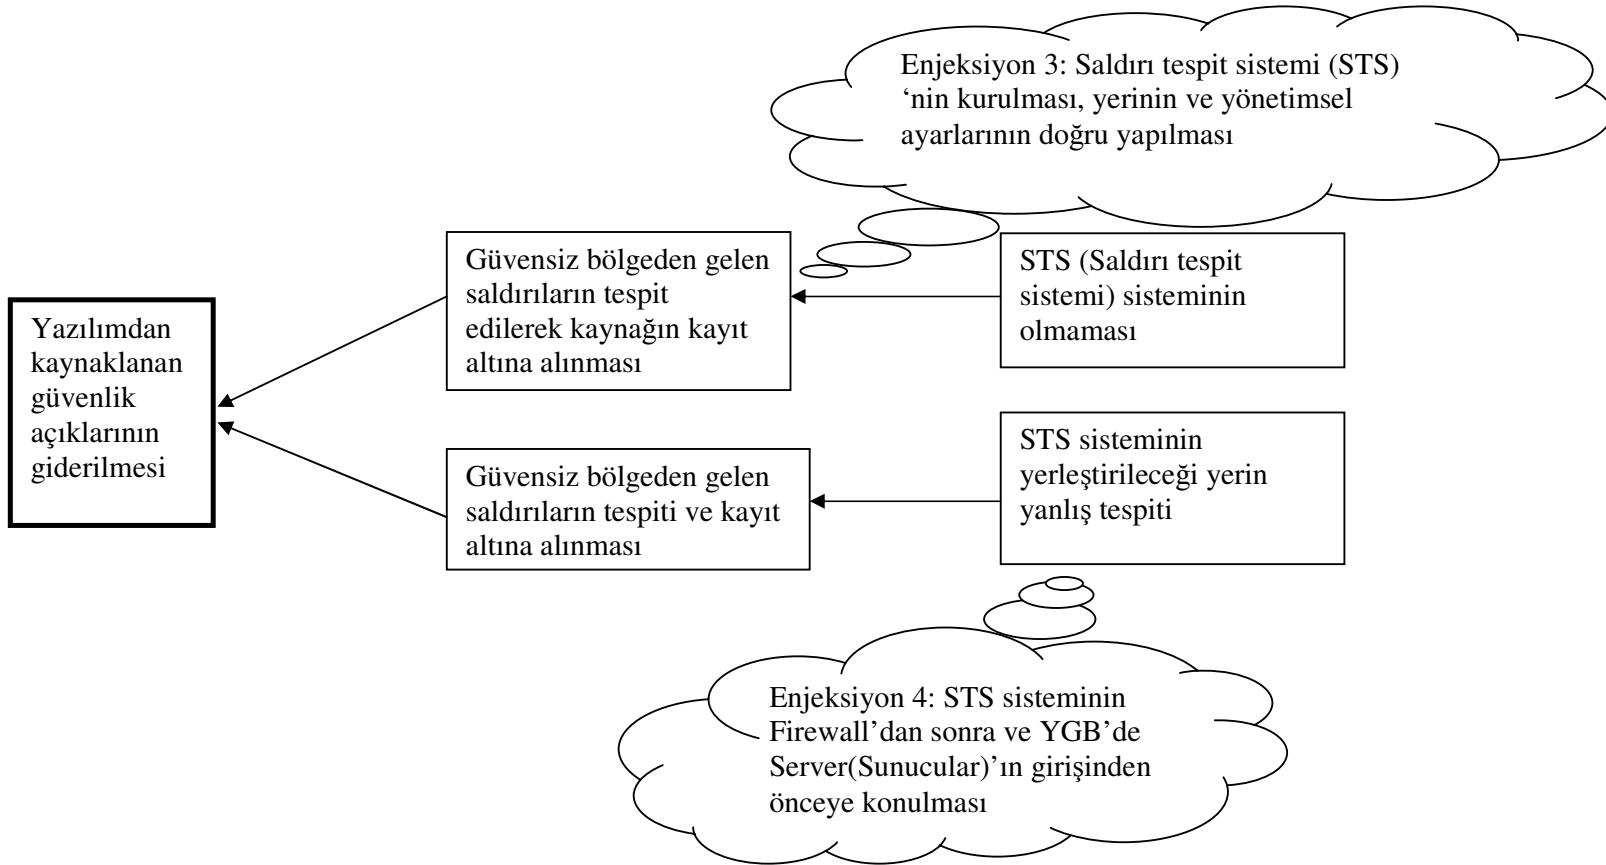 Enjeksiyon 3: Saldırı tespit sistemi (STS)
‘nin kurulması, yerinin ve yönetimsel
ayarlarının doğru yapılması
Güvensiz bölgeden gelen
saldırıların tespit
edilerek kaynağın kayıt
altına alınması
STS (Saldırı tespit
sistemi) sisteminin
olmaması
Yazılımdan
kaynaklanan
güvenlik
açıklarının
giderilmesi
Güvensiz bölgeden gelen
saldırıların tespiti ve kayıt
altına alınması
STS sisteminin
yerleştirileceği yerin
yanlış tespiti
Enjeksiyon 4: STS sisteminin
Firewall’dan sonra ve YGB’de
Server(Sunucular)’ın girişinden
önceye konulması